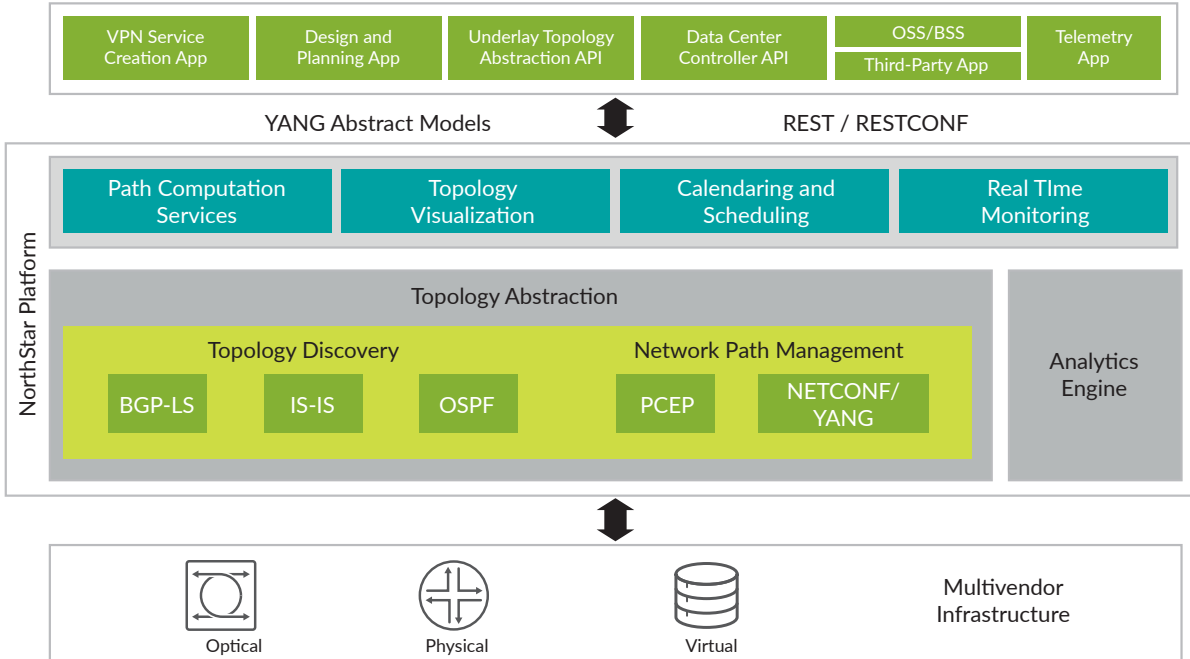 VPN Service
Creation App
Design and
Planning App
Underlay Topology
Abstraction API
Data Center
Controller API
OSS/BSS
Third-Party App
Telemetry
App
YANG Abstract Models
REST / RESTCONF
NorthStar Platform
Path Computation
Services
Topology
Visualization
Calendaring and
Scheduling
Real TIme
Monitoring
Topology Abstraction
Topology Discovery
BGP-LS
IS-IS
OSPF
Network Path Management
PCEP
NETCONF/
YANG
Analytics
Engine
Optical
Physical
Virtual
Multivendor
Infrastructure